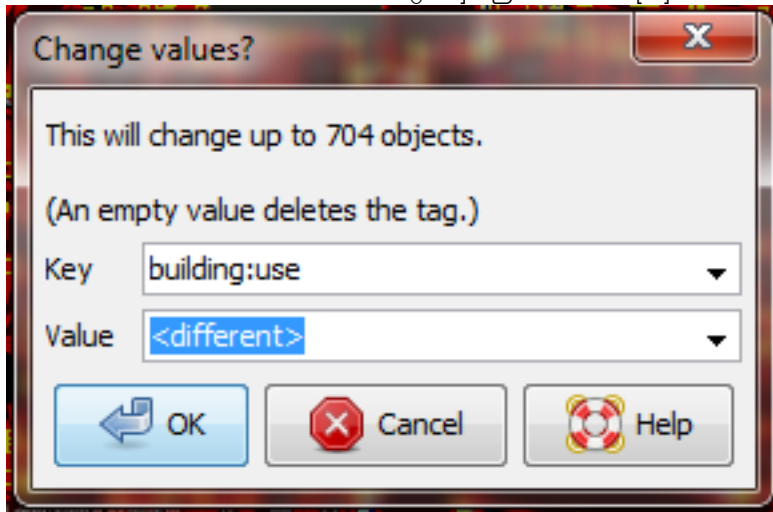 Change values?
This will change up to 704 objects.
(An empty value deletes the tag.)
Key building:use
Value <different>
OK Cancel Help